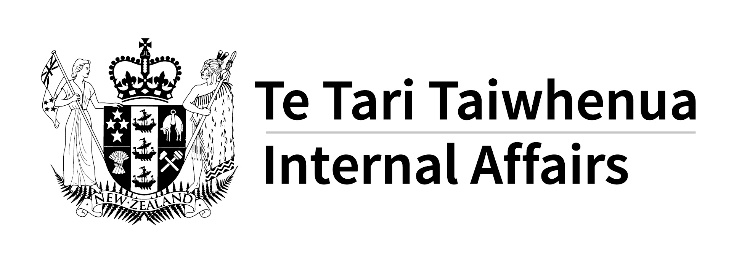 Te Tari Taiwhenua
Internal Affairs
NEW ZEALAND